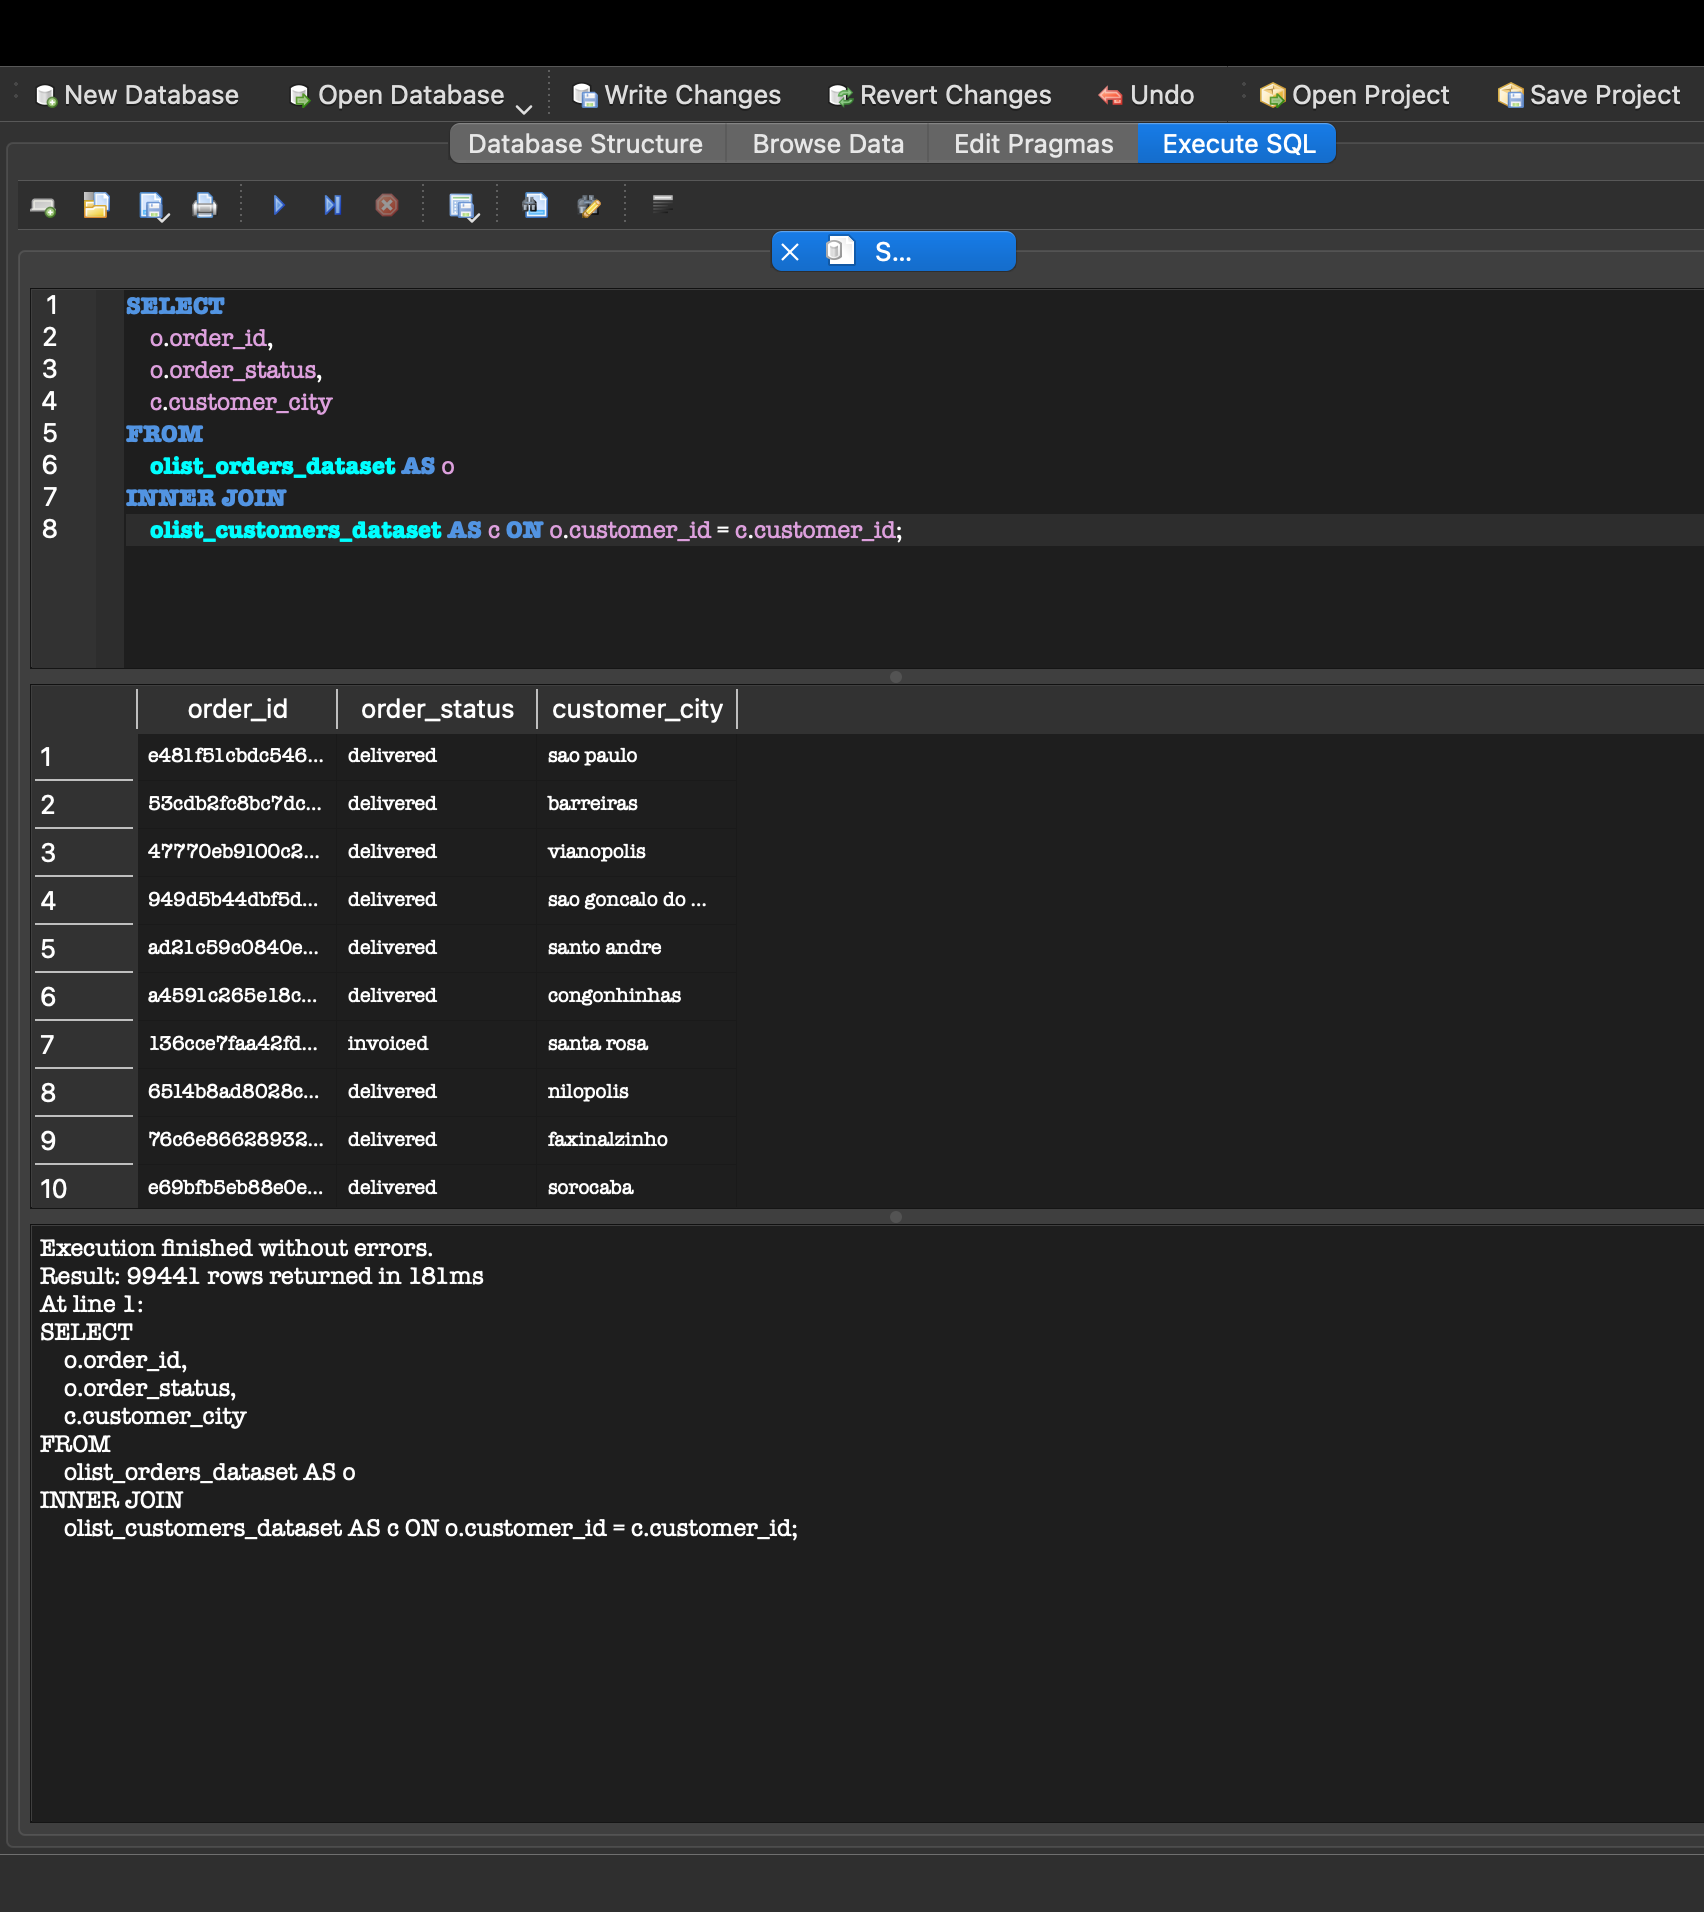 New Database Open Database Write Changes Revert Changes Undo Open Project Save Project
Database Structure Browse Data Edit Pragmas Execute SQL
S...
1 SELECT
2 o.order_id,
3 o.order_status,
4 c.customer_city
5 FROM
6 olist_orders_dataset AS o
7 INNER JOIN
8 olist_customers_dataset AS c ON o.customer_id = c.customer_id;
order_id order_status customer_city
1 e481f51cbdc546... delivered sao paulo
2 53cdb2fc8bc7dc... delivered barreiras
3 47770eb9100c2... delivered vianopolis
4 949d5b44dbf5d... delivered sao goncalo do ...
5 ad21c59c0840e... delivered santo andre
6 a4591c265e18c... delivered congonhinhas
7 136cce7faa42fd... invoiced santa rosa
8 6514b8ad8028c... delivered nilopolis
9 76c6e86628932... delivered faxinalzinho
10 e69bfb5eb88e0e... delivered sorocaba
Execution finished without errors.
Result: 99441 rows returned in 181ms
At line 1:
SELECT
o.order_id,
o.order_status,
c.customer_city
FROM
olist_orders_dataset AS o
INNER JOIN
olist_customers_dataset AS c ON o.customer_id = c.customer_id;